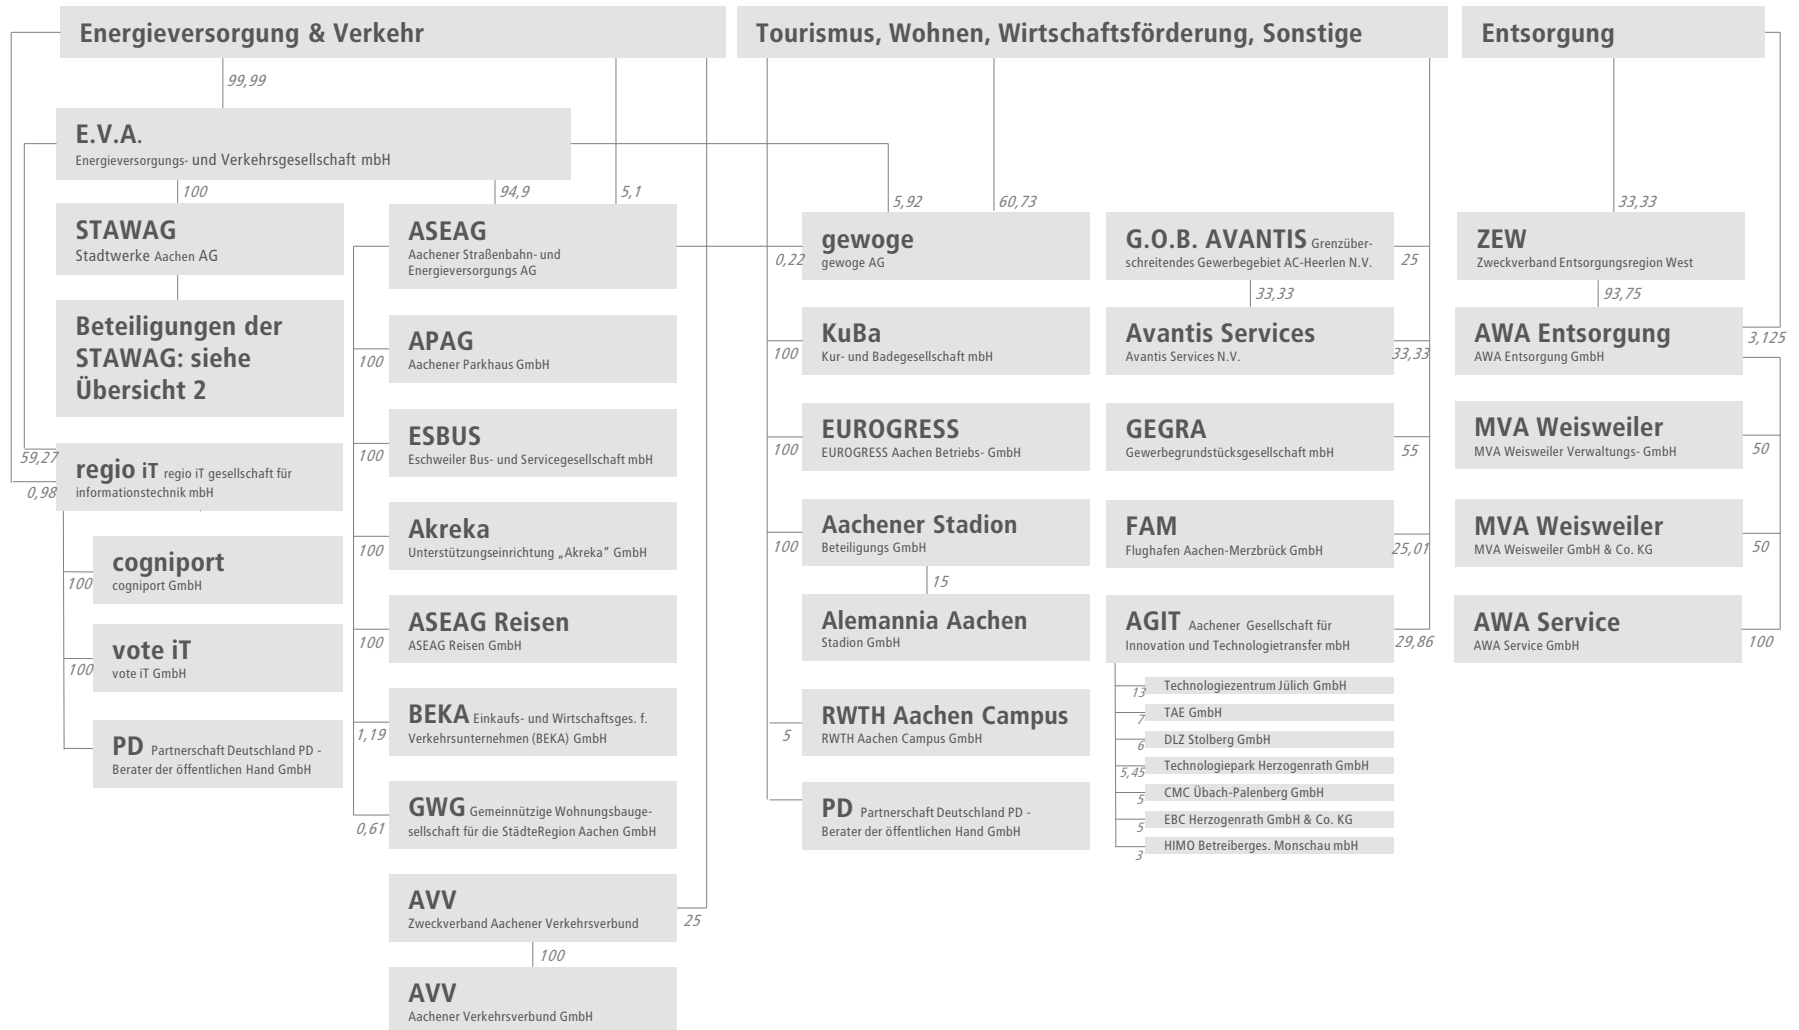 Energieversorgung & Verkehr
99,99
E.V.A.
Energieversorgungs- und Verkehrsgesellschaft mbH
100
94,9
5,1
STAWAG
Stadtwerke Aachen AG
Beteiligungen der
STAWAG: siehe
Übersicht 2
59,27
0,98
regio iT regio iT gesellschaft für
informationstechnik mbH
100
cogniport
cogniport GmbH
100
vote iT
vote iT GmbH
PD Partnerschaft Deutschland PD -
Berater der öffentlichen Hand GmbH
ASEAG
Aachener Straßenbahn- und
Energieversorgungs AG
100
APAG
Aachener Parkhaus GmbH
100
ESBUS
Eschweiler Bus- und Servicegesellschaft mbH
100
Akreka
Unterstützungseinrichtung „Akreka“ GmbH
100
ASEAG Reisen
ASEAG Reisen GmbH
1,19
BEKA Einkaufs- und Wirtschaftsges. f.
Verkehrsunternehmen (BEKA) GmbH
0,61
GWG Gemeinnützige Wohnungsbauge-
sellschaft für die StädteRegion Aachen GmbH
AVV
Zweckverband Aachener Verkehrsverbund
25
100
AVV
Aachener Verkehrsverbund GmbH
Tourismus, Wohnen, Wirtschaftsförderung, Sonstige
5,92
60,73
0,22
gewoge
gewoge AG
100
KuBa
Kur- und Badegesellschaft mbH
100
EUROGRESS
EUROGRESS Aachen Betriebs- GmbH
100
Aachener Stadion
Beteiligungs GmbH
15
Alemannia Aachen
Stadion GmbH
5
RWTH Aachen Campus
RWTH Aachen Campus GmbH
PD Partnerschaft Deutschland PD -
Berater der öffentlichen Hand GmbH
G.O.B. AVANTIS Grenzüber-
schreitendes Gewerbegebiet AC-Heerlen N.V.
25
33,33
Avantis Services
Avantis Services N.V.
33,33
GEGRA
Gewerbegrundstücksgesellschaft mbH
55
FAM
Flughafen Aachen-Merzbrück GmbH
25,01
AGIT Aachener Gesellschaft für
Innovation und Technologietransfer mbH
29,86
13
Technologiezentrum Jülich GmbH
7
TAE GmbH
6
DLZ Stolberg GmbH
5,45
Technologiepark Herzogenrath GmbH
5
CMC Übach-Palenberg GmbH
5
EBC Herzogenrath GmbH & Co. KG
3
HIMO Betreiberges. Monschau mbH
Entsorgung
33,33
ZEW
Zweckverband Entsorgungsregion West
93,75
AWA Entsorgung
AWA Entsorgung GmbH
3,125
MVA Weisweiler
MVA Weisweiler Verwaltungs- GmbH
50
MVA Weisweiler
MVA Weisweiler GmbH & Co. KG
50
AWA Service
AWA Service GmbH
100